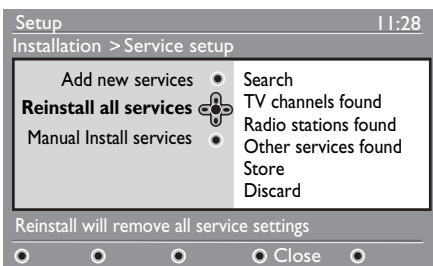 Setup 11:28
Installation > Service setup
Add new services
Reinstall all services
Manual Install services
Search
TV channels found
Radio stations found
Other services found
Store
Discard
Reinstall will remove all service settings
Close